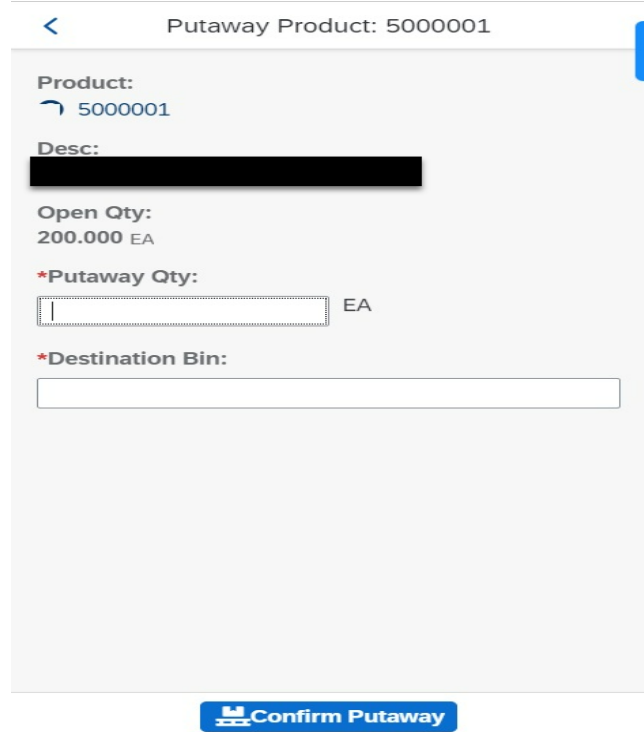 Putaway Product: 5000001
Product:
5000001
Desc:
Open Qty:
200.000 EA
*Putaway Qty:
EA
*Destination Bin:
Confirm Putaway